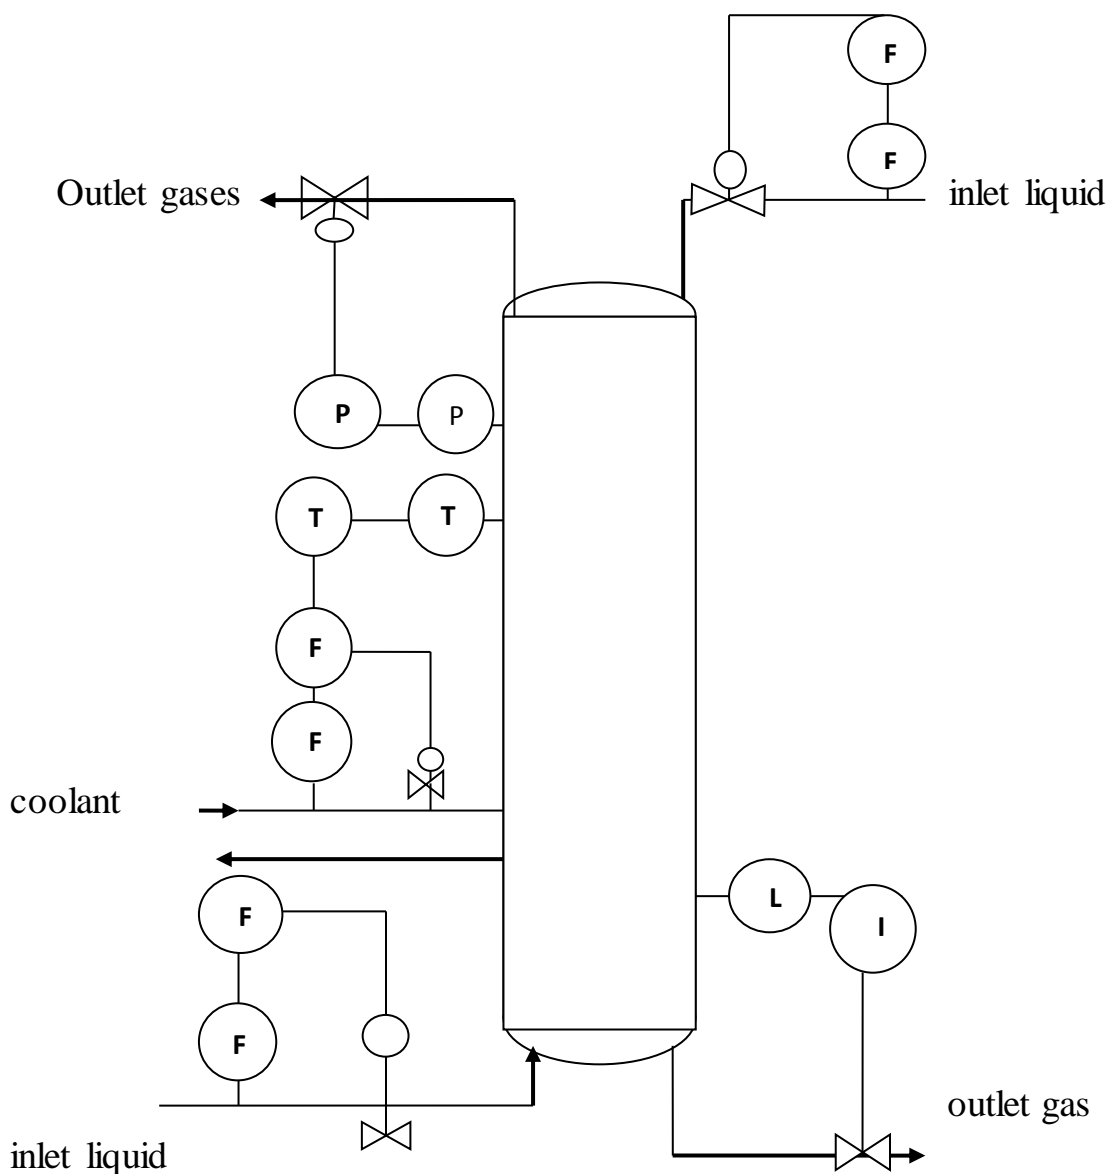 F
F
Outlet gases
inlet liquid
P
P
T
T
F
F
coolant
L
I
F
F
outlet gas
inlet liquid